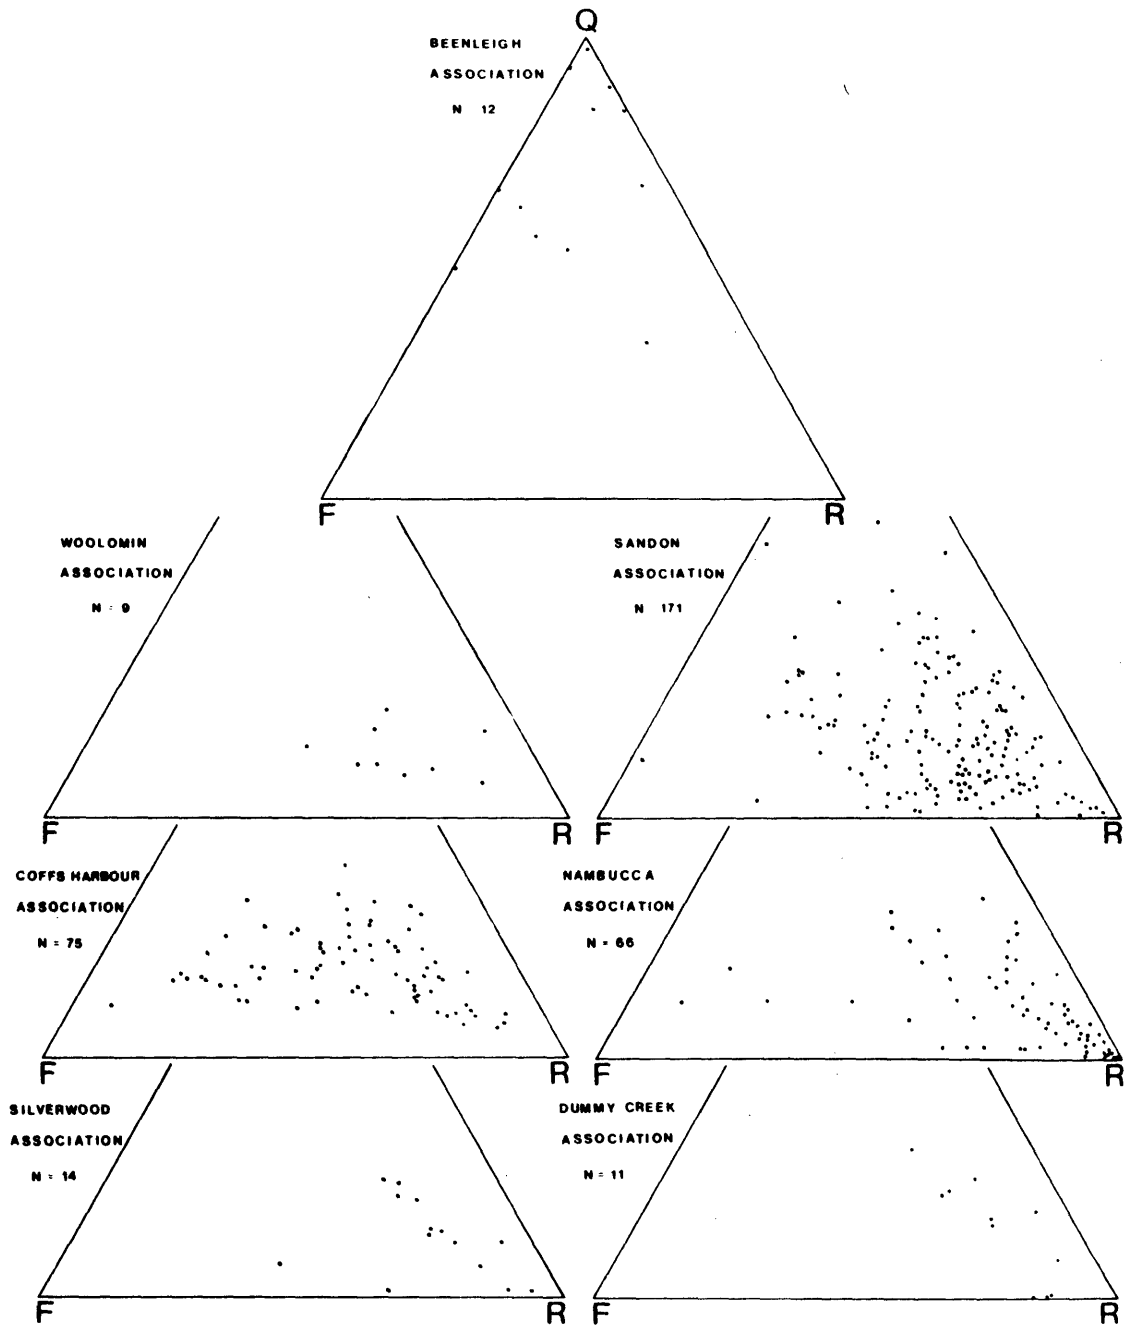 Q
BEENLEIGH
ASSOCIATION
N 12
F R
WOOLOMIN
ASSOCIATION
N = 9
F R
SANDON
ASSOCIATION
N 171
F R
COFFS HARBOUR
ASSOCIATION
N = 75
F R
NAMBUCCA
ASSOCIATION
N = 66
F R
SILVERWOOD
ASSOCIATION
N = 14
F R
DUMMY CREEK
ASSOCIATION
N = 11
F R